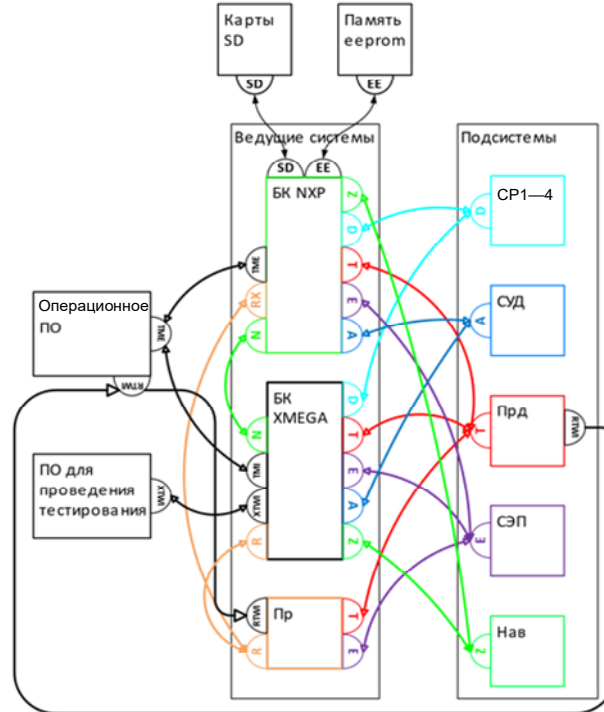 Карты
SD
SD
Память
eeprom
EE
Ведущие системы
SD
EE
БК NXP
Z
D
T
E
A
TME
RX
N
Подсистемы
СР1—4
D
СУД
A
Прд
T
RTWI
СЭП
Э
Нав
Z
Операционное
ПО
TME
RTWI
ПО для
проведения
тестирования
XTWI
БК
XMEGA
D
T
E
A
Z
N
TMI
XTWI
R
Пр
RTWI
R
T
E